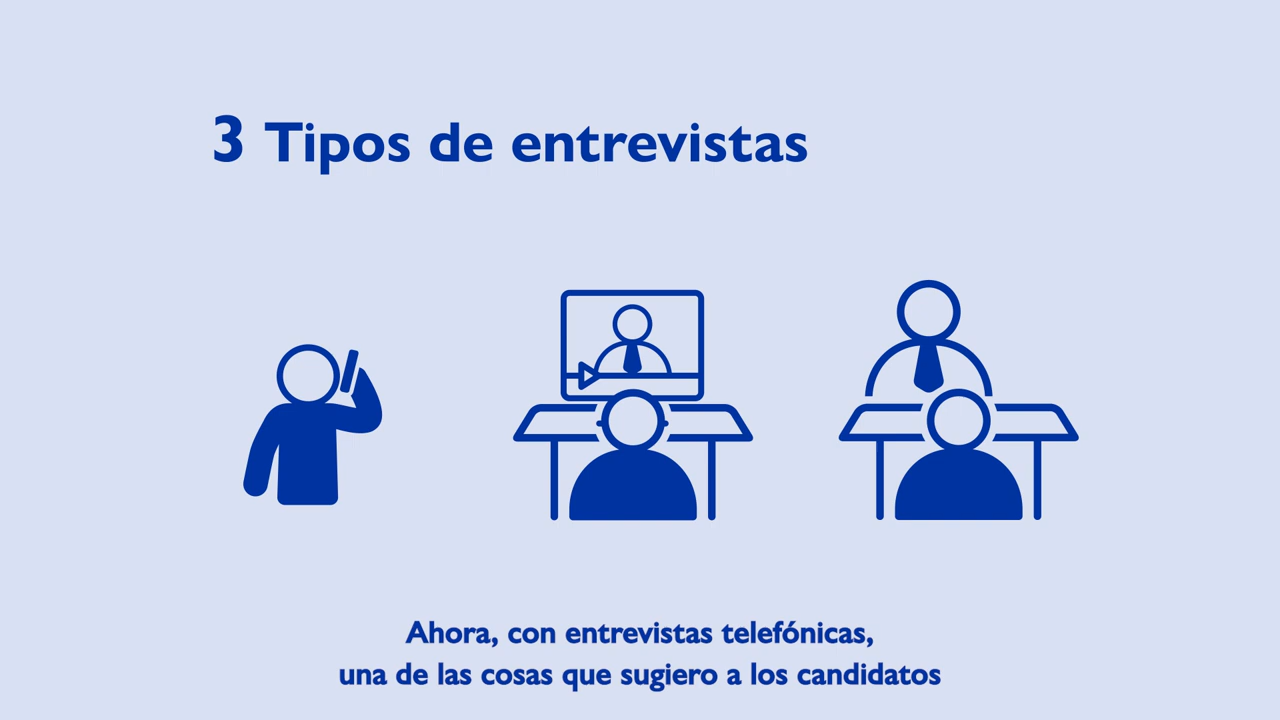 3 Tipos de entrevistas
Ahora, con entrevistas telefónicas,
una de las cosas que sugiero a los candidatos